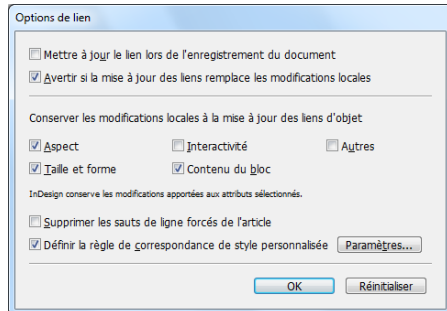 Options de lien
Mettre à jour le lien lors de l'enregistrement du document
Avertir si la mise à jour des liens remplace les modifications locales
Conserver les modifications locales à la mise à jour des liens d'objet
Aspect Interactivité Autres
Taille et forme Contenu du bloc
InDesign conserve les modifications apportées aux attributs sélectionnés.
Supprimer les sauts de ligne forcés de l'article
Définir la règle de correspondance de style personnalisée Paramètres...
OK Réinitialiser